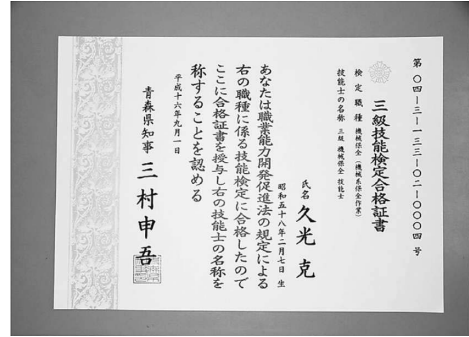 第〇四-三-一三三-〇二-〇〇〇四号
三級技能検定合格証書
検定職種 機械保全(機械系保全作業)
技能士の名称 三級 機械保全 技能士
氏名 久光 克
昭和五十八年二月七日 生
あなたは職業能力開発促進法の規定による
右の職種に係る技能検定に合格したので
ここに合格証書を授与し右の技能士の名称を
称することを認める
平成十六年九月一日
青森県知事 三村申吾